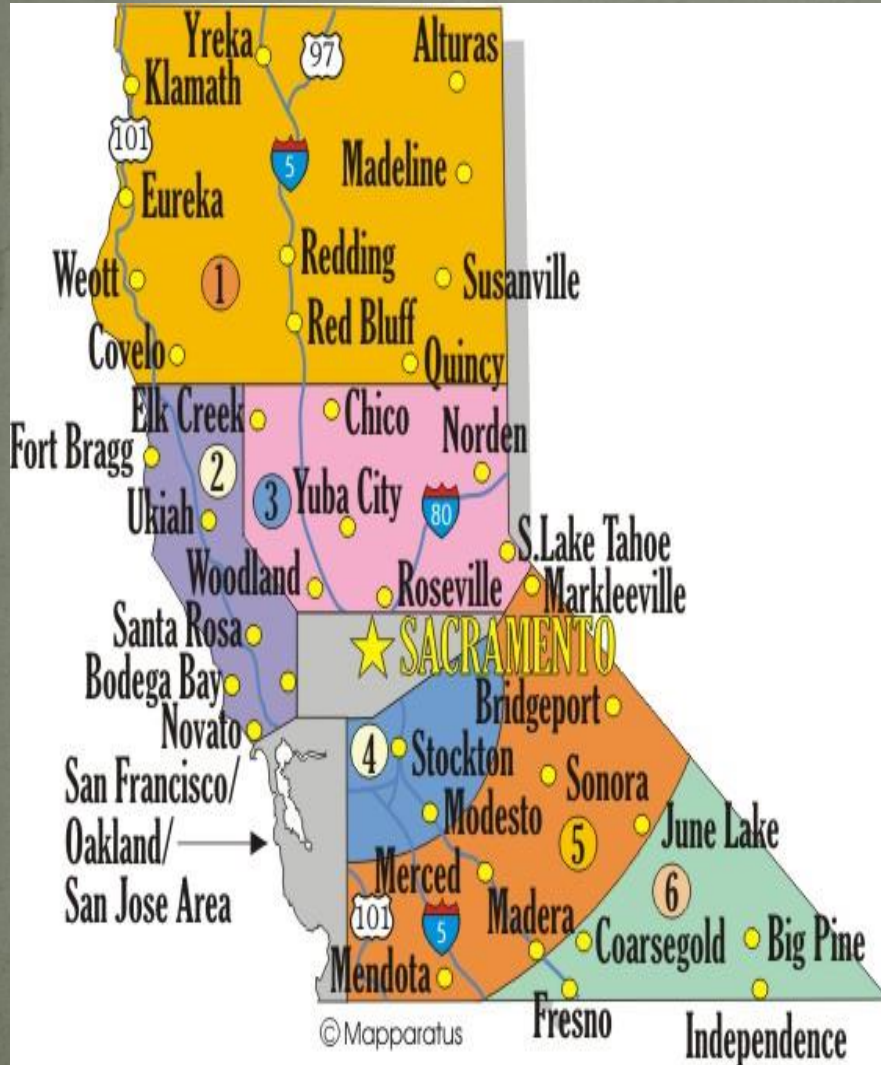 Yreka
97
Alturas
Klamath
101
5
Madeline
Eureka
Redding
Weott
1
Susanville
Red Bluff
Covelo
Quincy
Elk Creek
Chico
Norden
Fort Bragg
2
3
Yuba City
80
Ukiah
S.Lake Tahoe
Woodland
Roseville
Markleeville
Santa Rosa
SACRAMENTO
Bodega Bay
Bridgeport
Novato
4
Stockton
San Francisco/
Oakland/
San Jose Area
Sonora
Modesto
June Lake
5
Merced
6
101
5
Madera
Coarsegold
Big Pine
Mendota
Fresno
Independence
©Mapparatus